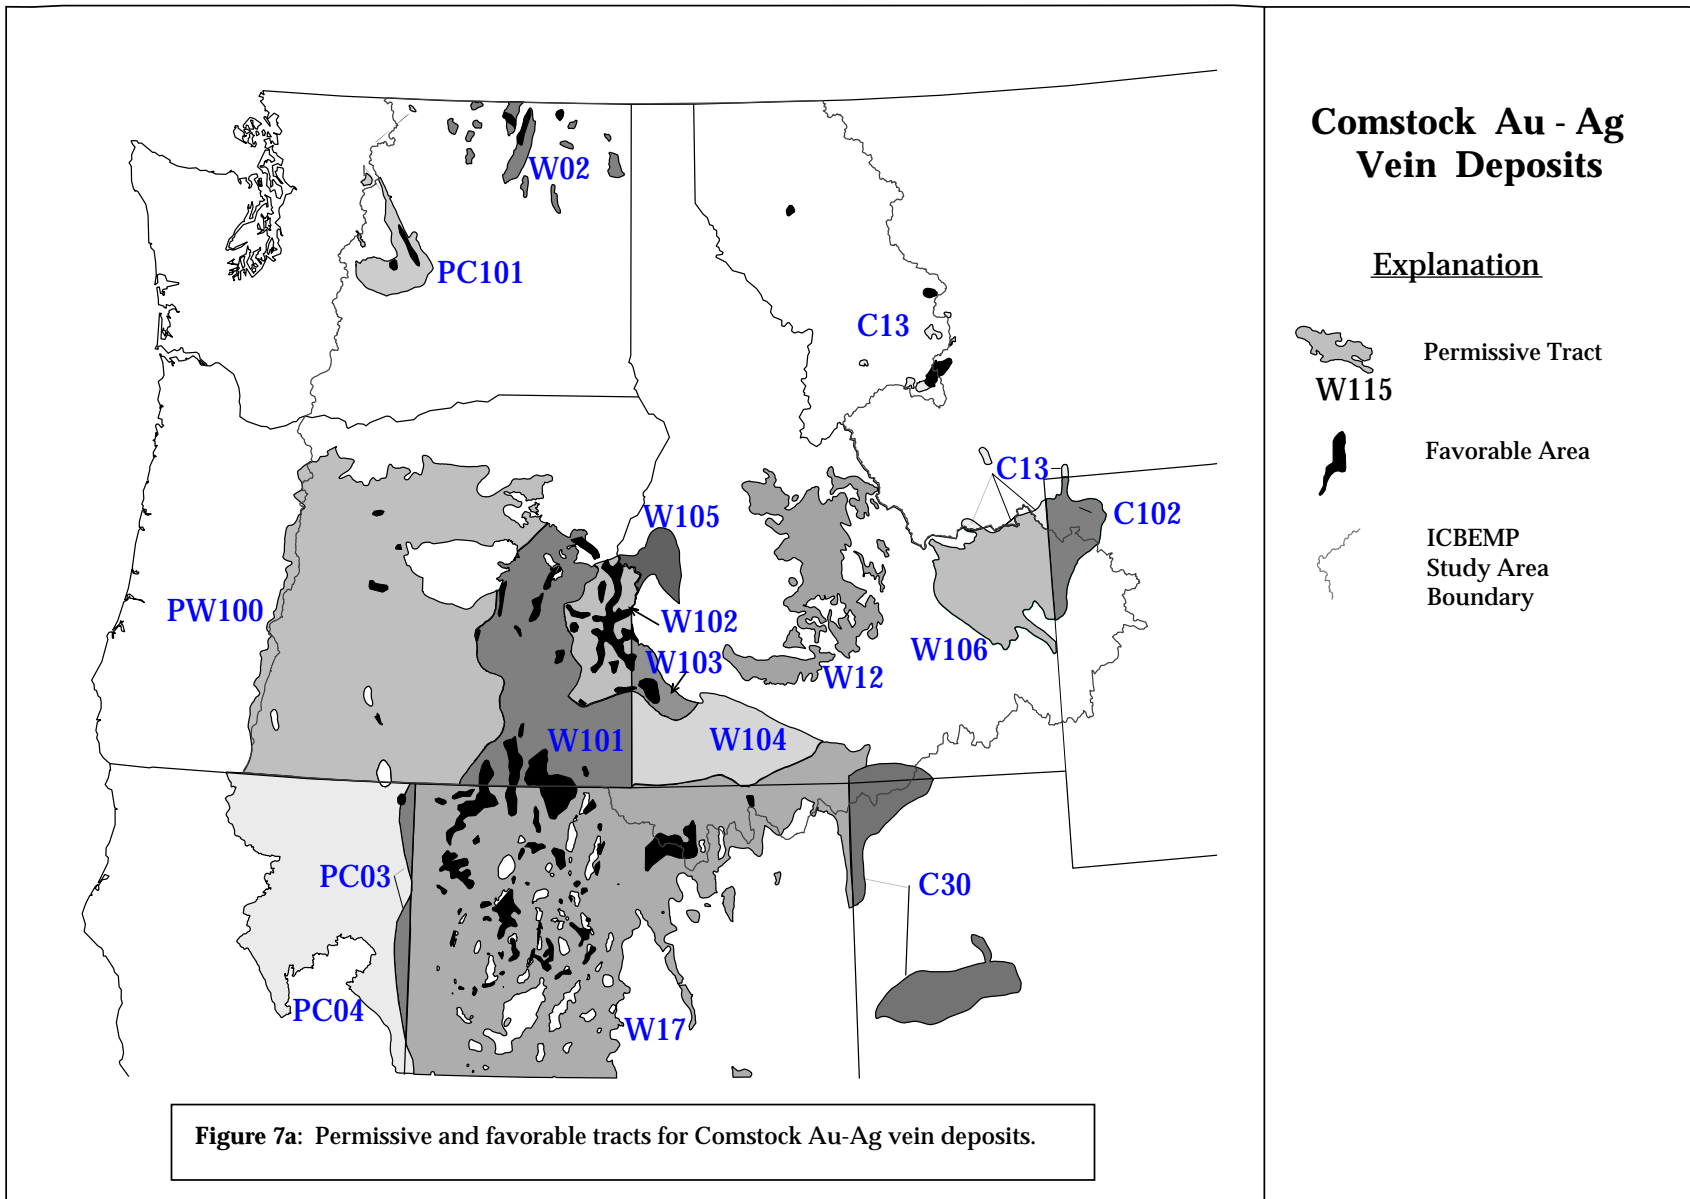 Comstock Au - Ag
Vein Deposits
Explanation
Permissive Tract
W115
Favorable Area
ICBEMP
Study Area
Boundary
W02
PC101
C13
C13
C102
W105
PW100
W102
W103
W106
W12
W101
W104
PC03
C30
PC04
W17
Figure 7a: Permissive and favorable tracts for Comstock Au-Ag vein deposits.